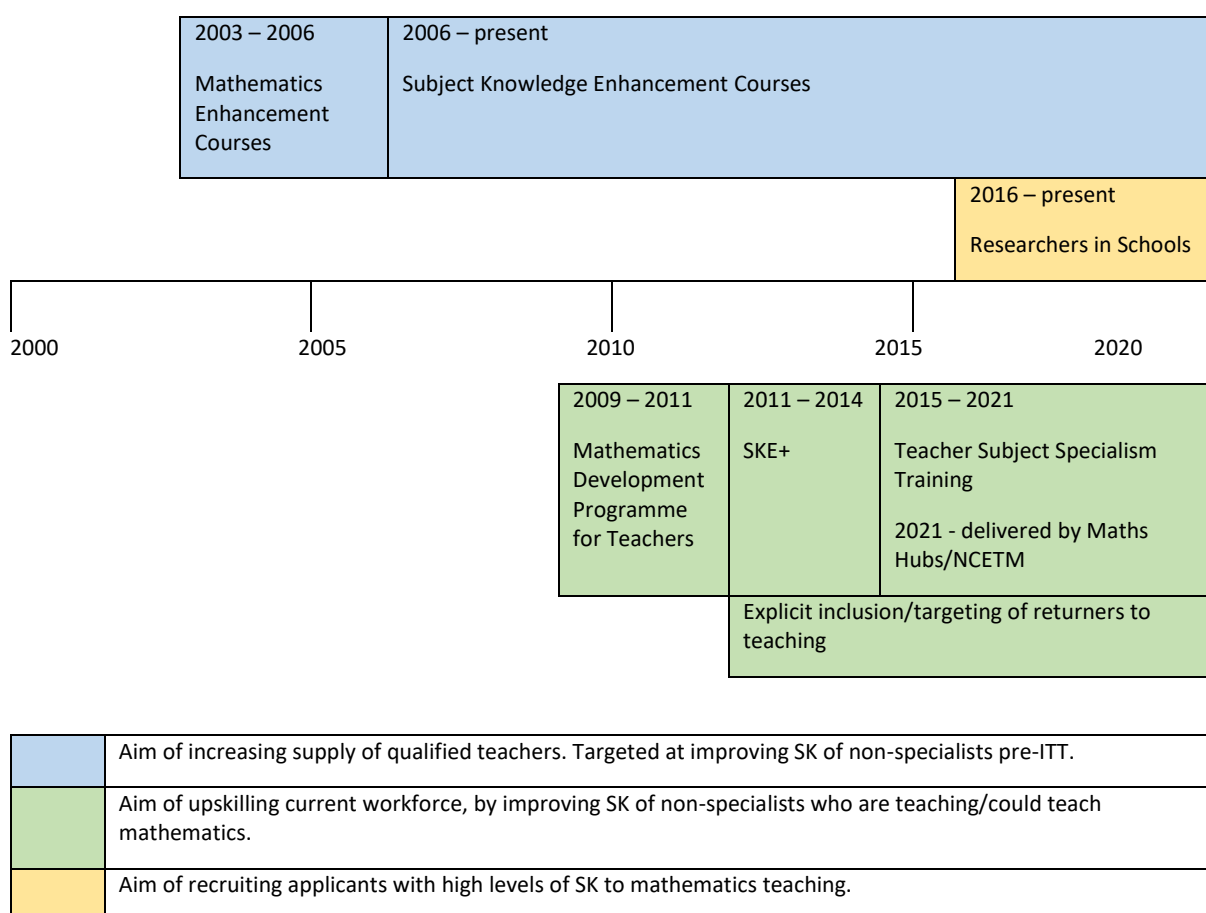 2003 – 2006
Mathematics
Enhancement
Courses
2006 – present
Subject Knowledge Enhancement Courses
2016 – present
Researchers in Schools
2000
2005
2010
2015
2020
2009 – 2011
Mathematics
Development
Programme
for Teachers
2011 – 2014
SKE+
2015 – 2021
Teacher Subject Specialism
Training
2021 - delivered by Maths
Hubs/NCETM
Explicit inclusion/targeting of returners to
teaching
Aim of increasing supply of qualified teachers. Targeted at improving SK of non-specialists pre-ITT.
Aim of upskilling current workforce, by improving SK of non-specialists who are teaching/could teach
mathematics.
Aim of recruiting applicants with high levels of SK to mathematics teaching.